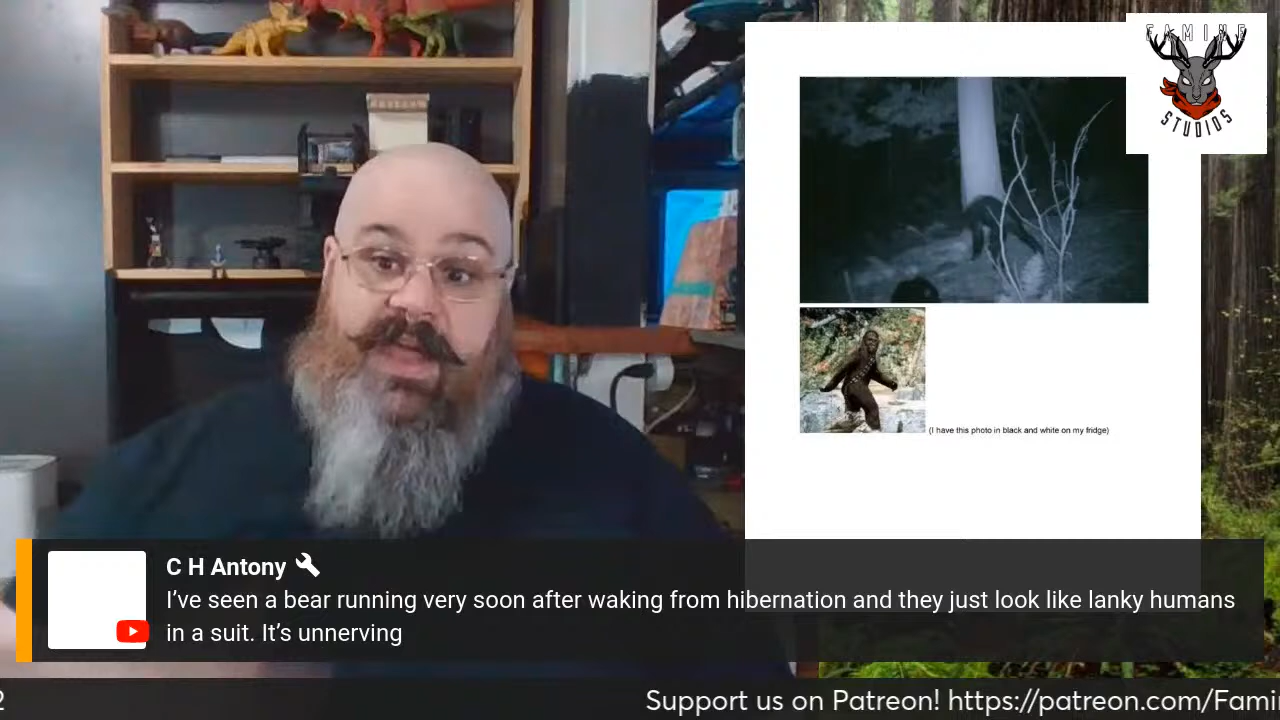 FAMINE
STUDIOS
(I have this photo in black and white on my fridge)
C H Antony
I’ve seen a bear running very soon after waking from hibernation and they just look like lanky humans
in a suit. It’s unnerving
2
Support us on Patreon! https://patreon.com/Fami